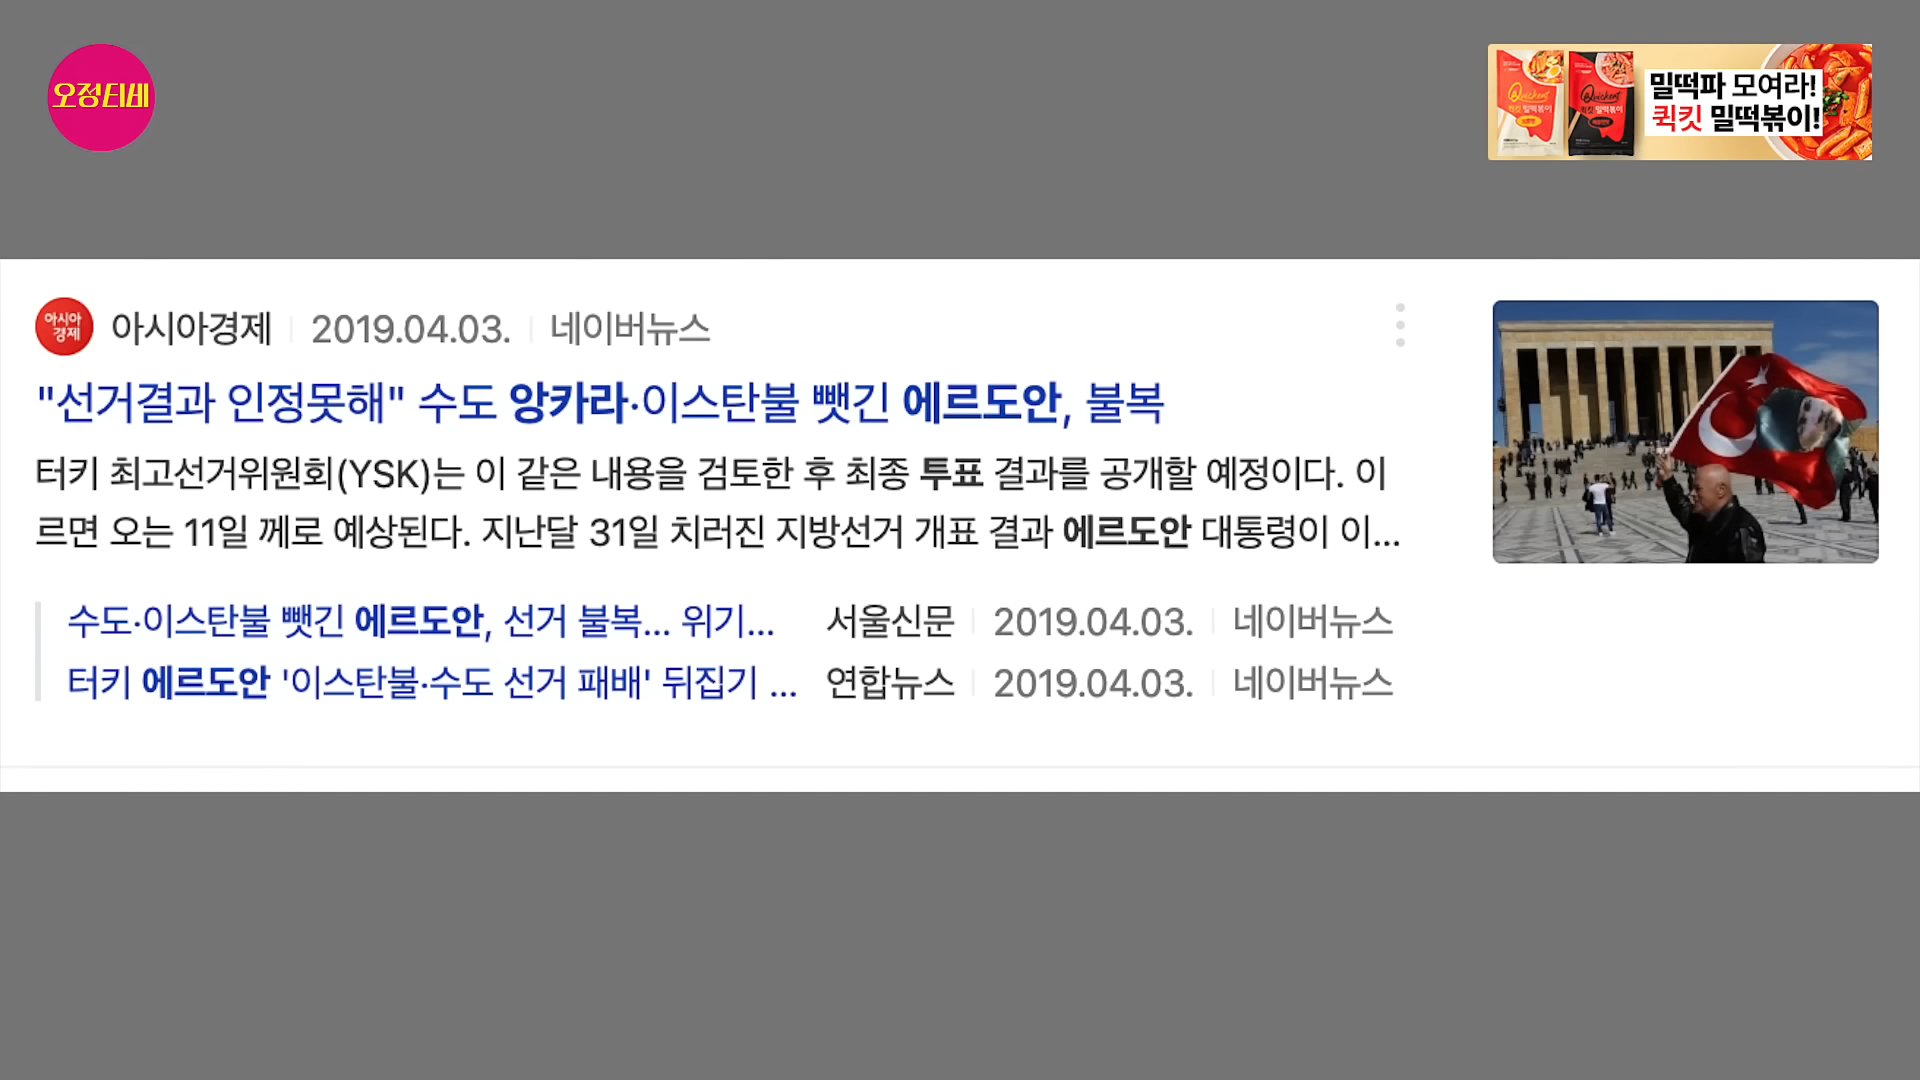 오정티비
밀떡파 모여라!
퀵킷 밀떡볶이!
Quickeat
Quickeat
아시아
경제
아시아경제
2019.04.03.
네이버뉴스
"선거결과 인정못해" 수도 앙카라·이스탄불 뺏긴 에르도안, 불복
터키 최고선거위원회(YSK)는 이 같은 내용을 검토한 후 최종 투표 결과를 공개할 예정이다. 이
르면 오는 11일 께로 예상된다. 지난달 31일 치러진 지방선거 개표 결과 에르도안 대통령이 이...
수도·이스탄불 뺏긴 에르도안, 선거 불복... 위기... 서울신문 2019.04.03. 네이버뉴스
터키 에르도안 '이스탄불·수도 선거 패배' 뒤집기 ... 연합뉴스 2019.04.03. 네이버뉴스